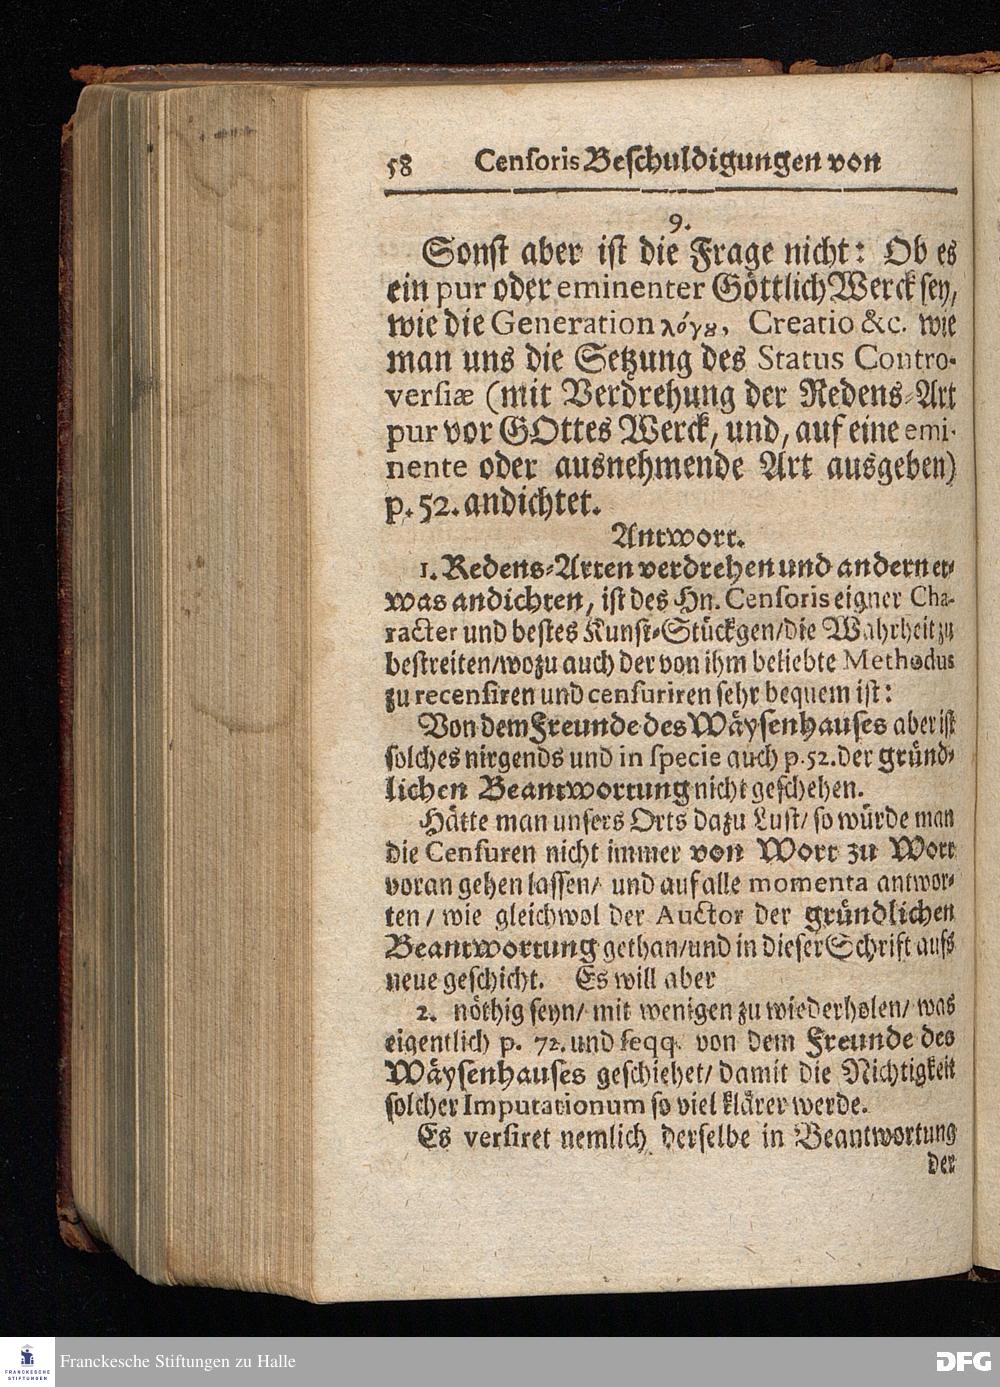 58 Censoris Beschuldigungen von
9.
Sonst aber ist die Frage nicht: Ob es
ein pur oder eminenter Göttlich Werck sey,
wie die Generation λόγȣ, Creatio &c. wie
man uns die Setzung des Status Contro-
versiæ (mit Verdrehung der Redens-Art
pur vor GOttes Werck, und, auf eine emi-
nente oder ausnehmende Art ausgeben)
p. 52. andichtet.
Antwort.
1. Redens-Arten verdrehen und andern et-
was andichten, ist des Hn. Censoris eigner Cha-
racter und bestes Kunst-Stückgen/die Wahrheit zu
bestreiten/wozu auch der von ihm beliebte Methodus
zu recensiren und censuriren sehr bequem ist:
Von dem Freunde des Wäysenhauses aber ist
solches nirgends und in specie auch p. 52. der gründ-
lichen Beantwortung nicht geschehen.
Hätte man unsers Orts dazu Lust/ so würde man
die Censuren nicht immer von Wort zu Wort
voran gehen lassen/ und auf alle momenta antwor-
ten / wie gleichwol der Auctor der gründlichen
Beantwortung gethan/und in dieser Schrift aufs
neue geschicht. Es will aber
2. nöthig seyn/ mit wenigen zu wiederholen/ was
eigentlich p. 72. und seqq. von dem Freunde des
Wäysenhauses geschiehet/ damit die Nichtigkeit
solcher Imputationum so viel klärer werde.
Es versiret nemlich derselbe in Beantwortung
der
FRANCKESCHE
STIFTUNGEN
Franckesche Stiftungen zu Halle
DFG